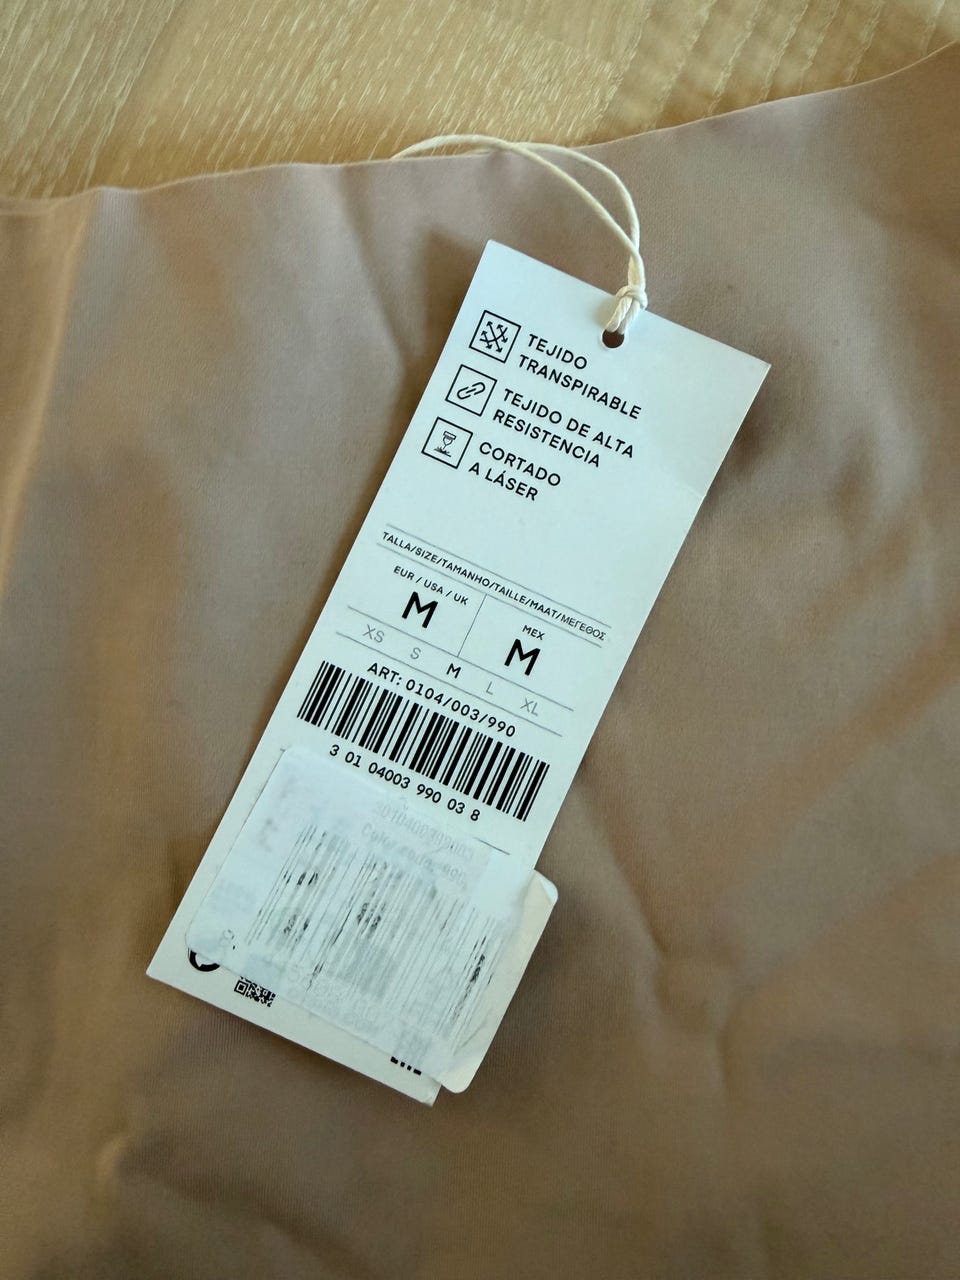 TEJIDO
TRANSPIRABLE
TEJIDO DE ALTA
RESISTENCIA
CORTADO
A LÁSER
TALLA/SIZE/TAMANHO/TAILLE/MAAT/ΜΕΓΕΘΟΣ
EUR / USA / UK
M
MEX
M
XS S M L XL
ART: 0104/003/990
3 01 04003 990 03 8